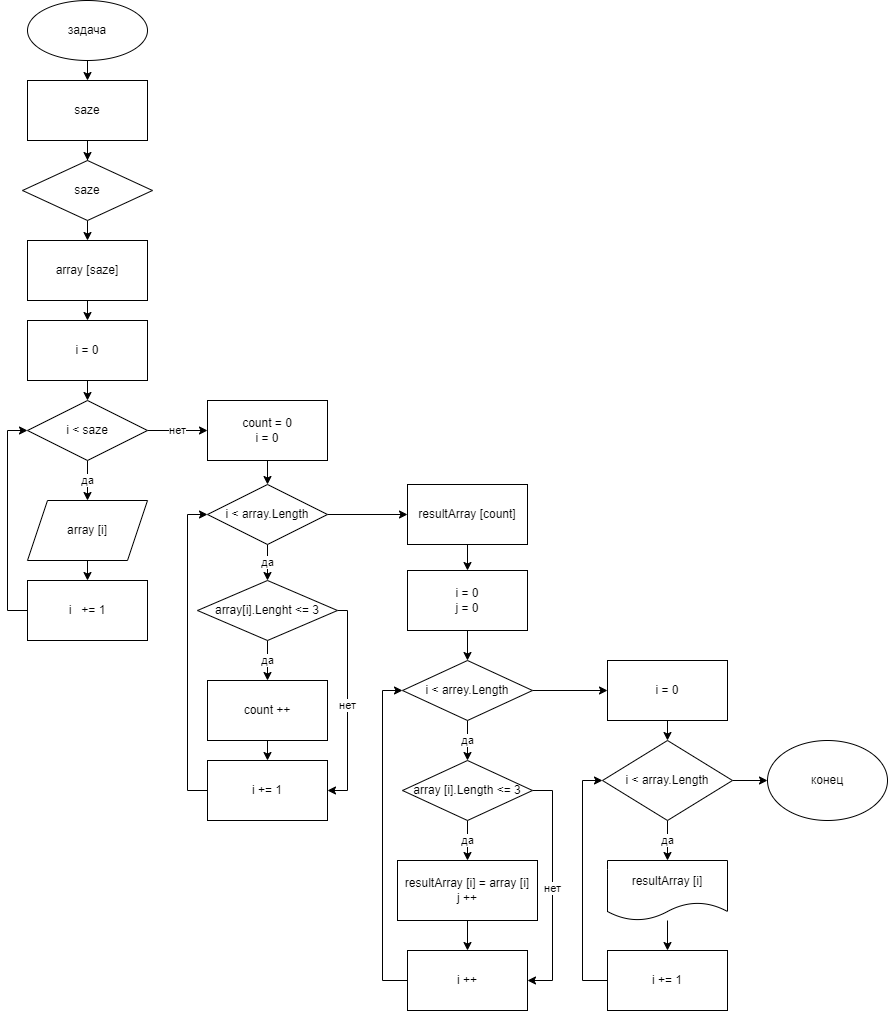 задача
saze
saze
array [saze]
i = 0
i < saze
нет
да
array [i]
i += 1
count = 0
i = 0
i < array.Length
да
array[i].Lenght <= 3
да
нет
count ++
i += 1
resultArray [count]
i = 0
j = 0
i < arrey.Length
да
array [i].Length <= 3
да
нет
resultArray [i] = array [i]
j ++
i ++
i = 0
i < array.Length
да
resultArray [i]
i += 1
конец